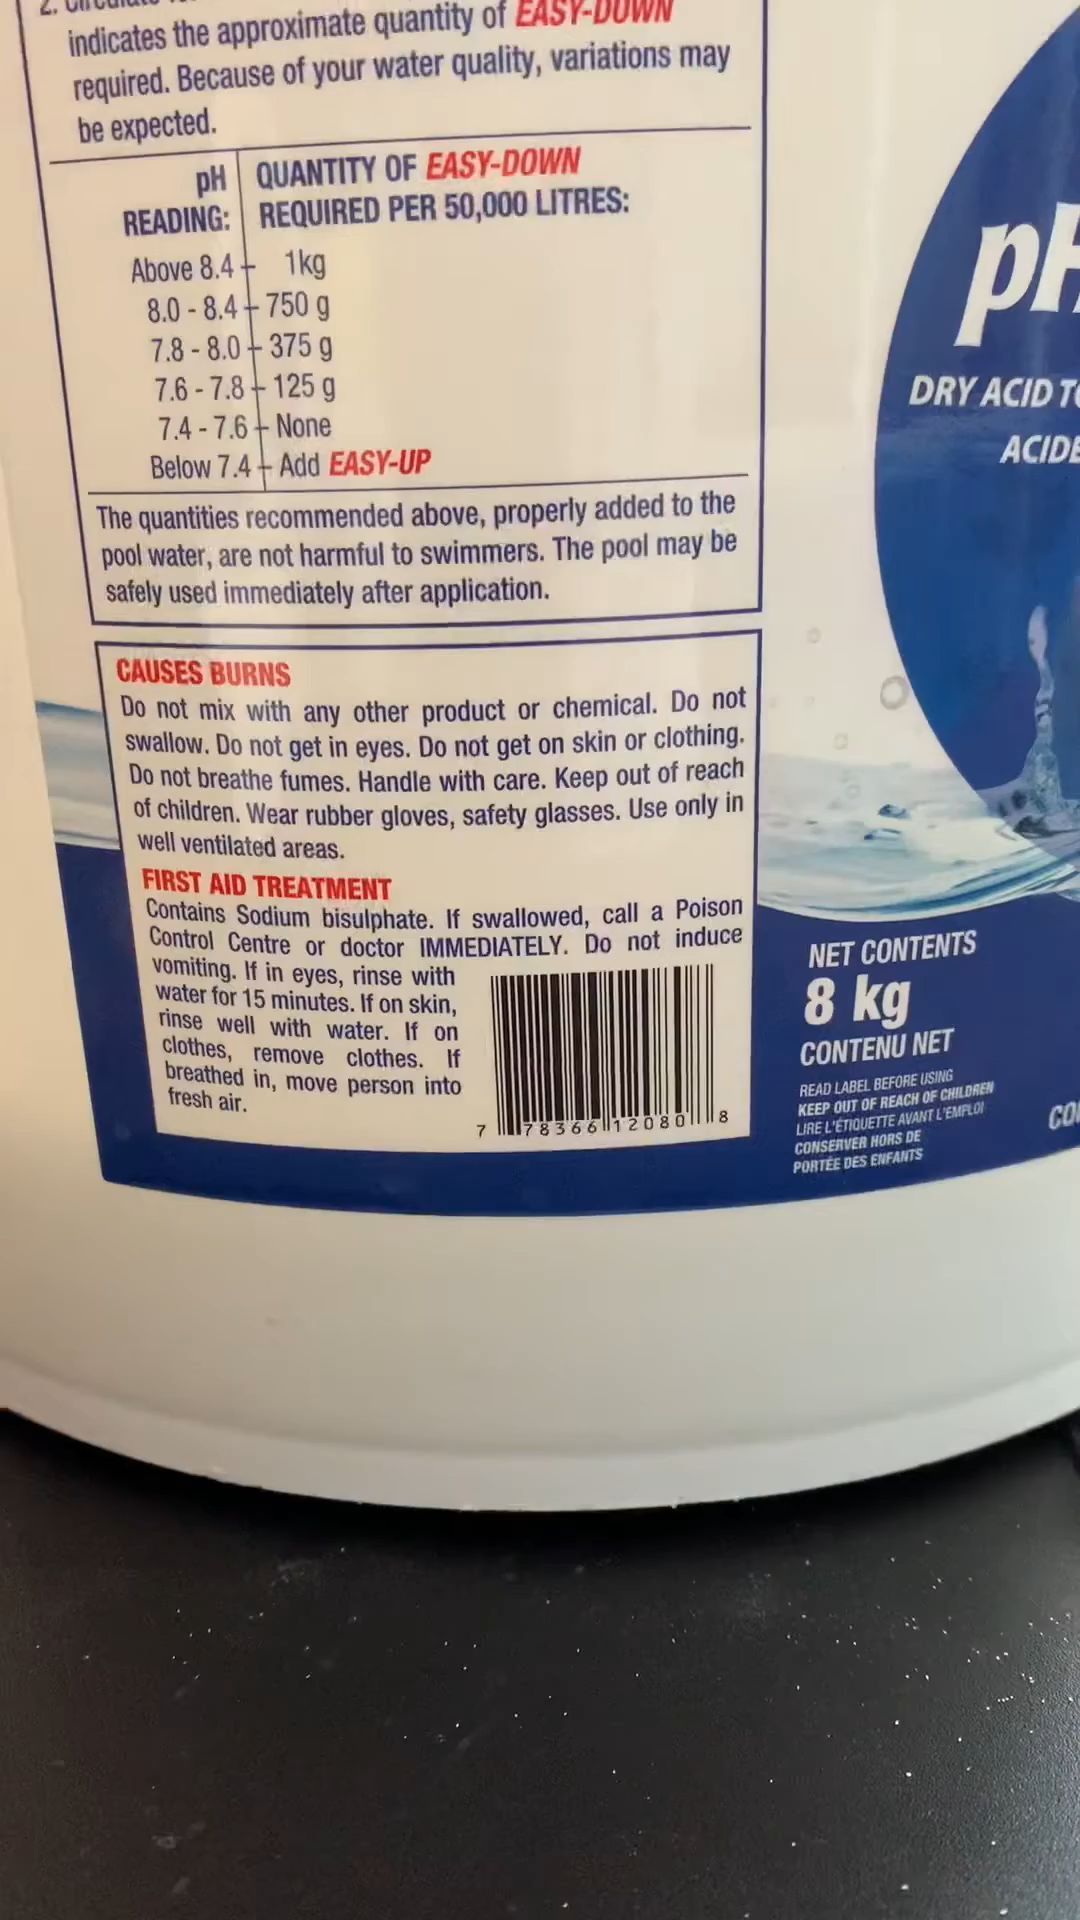 2.
indicates the approximate quantity of EASY-DOWN
required. Because of your water quality, variations may
be expected.
pH QUANTITY OF EASY-DOWN
READING: REQUIRED PER 50,000 LITRES:
Above 8.4 1kg
8.0 - 8.4 750 g
7.8 - 8.0 375 g
7.6 - 7.8 125 g
7.4 - 7.6 None
Below 7.4 Add EASY-UP
The quantities recommended above, properly added to the
pool water, are not harmful to swimmers. The pool may be
safely used immediately after application.
CAUSES BURNS
Do not mix with any other product or chemical. Do not
swallow. Do not get in eyes. Do not get on skin or clothing.
Do not breathe fumes. Handle with care. Keep out of reach
of children. Wear rubber gloves, safety glasses. Use only in
well ventilated areas.
FIRST AID TREATMENT
Contains Sodium bisulphate. If swallowed, call a Poison
Control Centre or doctor IMMEDIATELY. Do not induce
vomiting. If in eyes, rinse with
water for 15 minutes. If on skin,
rinse well with water. If on
clothes, remove clothes. If
breathed in, move person into
fresh air.
7 78366 12080 8
pH
DRY ACID
ACIDE
NET CONTENTS
8 kg
CONTENU NET
READ LABEL BEFORE USING
KEEP OUT OF REACH OF CHILDREN
LIRE L'ÉTIQUETTE AVANT L'EMPLOI
CONSERVER HORS DE
PORTÉE DES ENFANTS